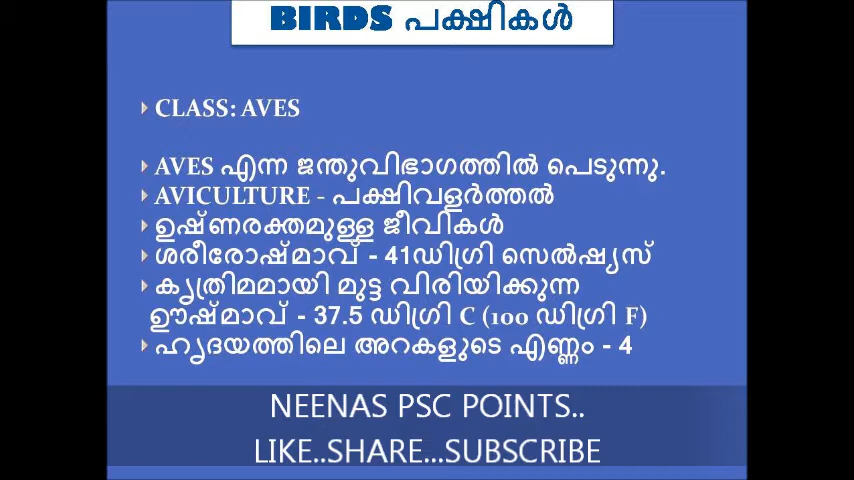 BIRDS പക്ഷികൾ
CLASS: AVES
AVES എന്ന ജന്തുവിഭാഗത്തിൽ പെടുന്നു.
AVICULTURE - പക്ഷിവളർത്തൽ
ഉഷ്ണരക്തമുള്ള ജീവികൾ
ശരീരോഷ്മാവ് - 41ഡിഗ്രി സെൽഷ്യസ്
കൃത്രിമമായി മുട്ട വിരിയിക്കുന്ന
ഊഷ്മാവ് - 37.5 ഡിഗ്രി C (100 ഡിഗ്രി F)
ഹൃദയത്തിലെ അറകളുടെ എണ്ണം - 4
NEENAS PSC POINTS..
LIKE..SHARE...SUBSCRIBE